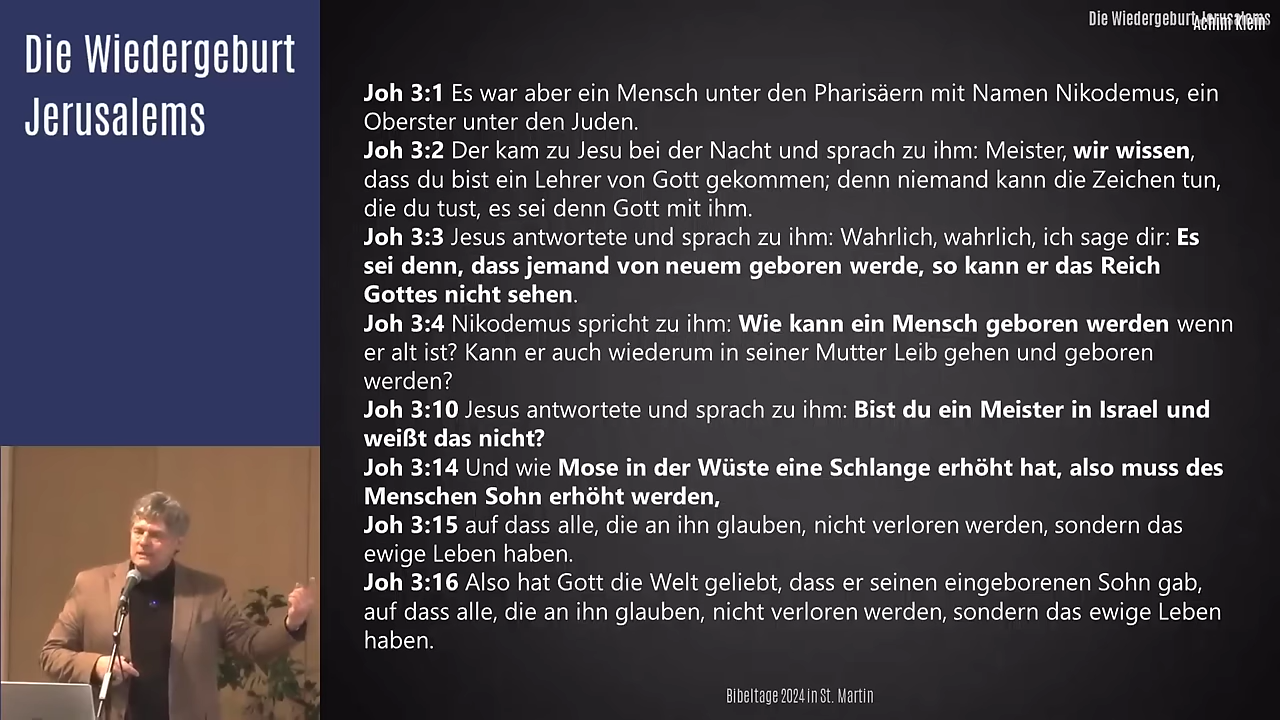 Die Wiedergeburt
Jerusalems
Die Wiedergeburt Jerusalems
Achim Klein
Joh 3:1 Es war aber ein Mensch unter den Pharisäern mit Namen Nikodemus, ein
Oberster unter den Juden.
Joh 3:2 Der kam zu Jesu bei der Nacht und sprach zu ihm: Meister, wir wissen,
dass du bist ein Lehrer von Gott gekommen; denn niemand kann die Zeichen tun,
die du tust, es sei denn Gott mit ihm.
Joh 3:3 Jesus antwortete und sprach zu ihm: Wahrlich, wahrlich, ich sage dir: Es
sei denn, dass jemand von neuem geboren werde, so kann er das Reich
Gottes nicht sehen.
Joh 3:4 Nikodemus spricht zu ihm: Wie kann ein Mensch geboren werden wenn
er alt ist? Kann er auch wiederum in seiner Mutter Leib gehen und geboren
werden?
Joh 3:10 Jesus antwortete und sprach zu ihm: Bist du ein Meister in Israel und
weißt das nicht?
Joh 3:14 Und wie Mose in der Wüste eine Schlange erhöht hat, also muss des
Menschen Sohn erhöht werden,
Joh 3:15 auf dass alle, die an ihn glauben, nicht verloren werden, sondern das
ewige Leben haben.
Joh 3:16 Also hat Gott die Welt geliebt, dass er seinen eingeborenen Sohn gab,
auf dass alle, die an ihn glauben, nicht verloren werden, sondern das ewige Leben
haben.
Bibeltage 2024 in St. Martin